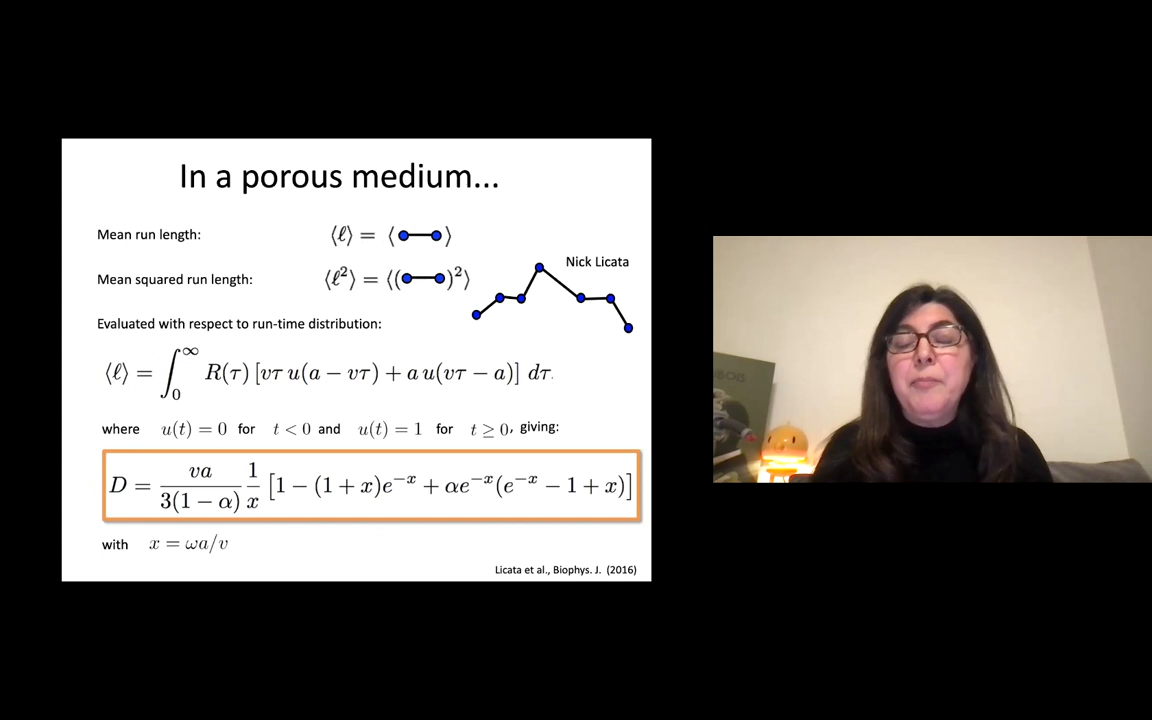 In a porous medium...
Mean run length: ⟨ℓ⟩ = ⟨ ⟩
Nick Licata
Mean squared run length: ⟨ℓ²⟩ = ⟨( )²⟩
Evaluated with respect to run-time distribution:
⟨ℓ⟩ = ∫₀^∞ R(τ) [vτ u(a − vτ) + a u(vτ − a)] dτ.
where u(t) = 0 for t < 0 and u(t) = 1 for t ≥ 0, giving:
D = va/3(1 − α) 1/x [1 − (1 + x)e^{−x} + αe^{−x}(e^{−x} − 1 + x)]
with x = ωa/v
Licata et al., Biophys. J. (2016)